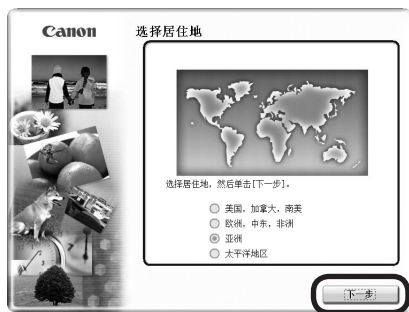 Canon
选择居住地
选择居住地，然后单击[下一步]。
美国，加拿大，南美
欧洲，中东，非洲
亚洲
太平洋地区
下一步